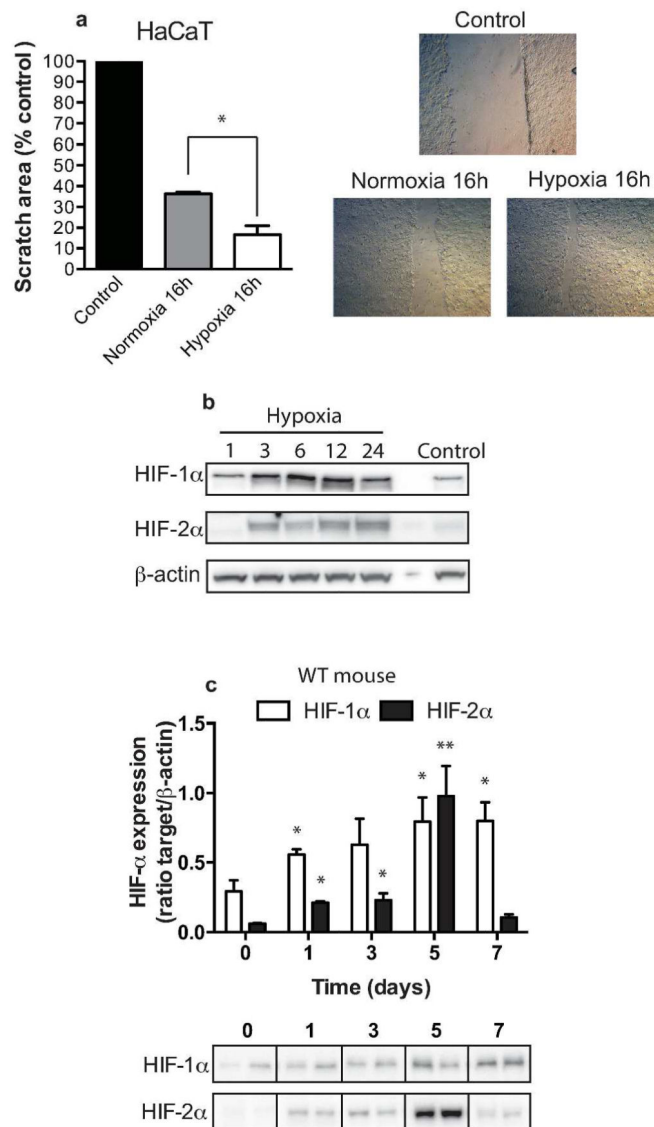 a
HaCaT
Scratch area (% control)
100
90
80
70
60
50
40
30
20
10
0
*
Control
Normoxia 16h
Hypoxia 16h
Control
Normoxia 16h
Hypoxia 16h
b
Hypoxia
1 3 6 12 24 Control
HIF-1α
HIF-2α
β-actin
c
WT mouse
HIF-1α HIF-2α
HIF-α expression
(ratio target/β-actin)
1.5
1.0
0.5
0.0
* * * * ** *
0 1 3 5 7
Time (days)
0 1 3 5 7
HIF-1α
HIF-2α